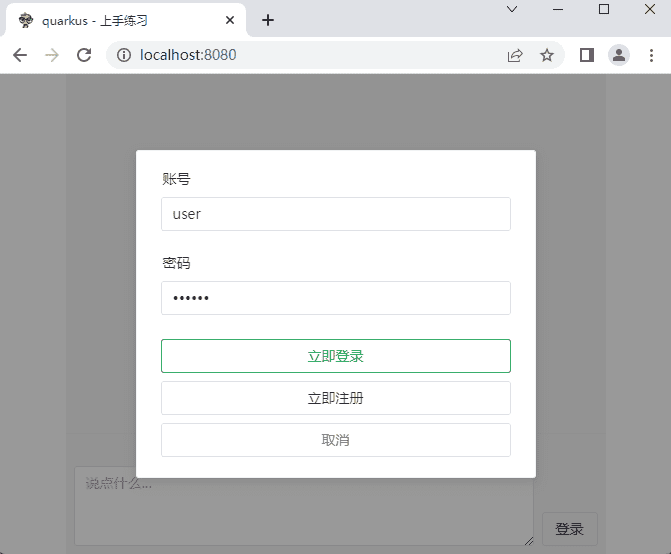 quarkus - 上手练习
localhost:8080
账号
user
密码
••••••
立即登录
立即注册
取消
说点什么...
登录